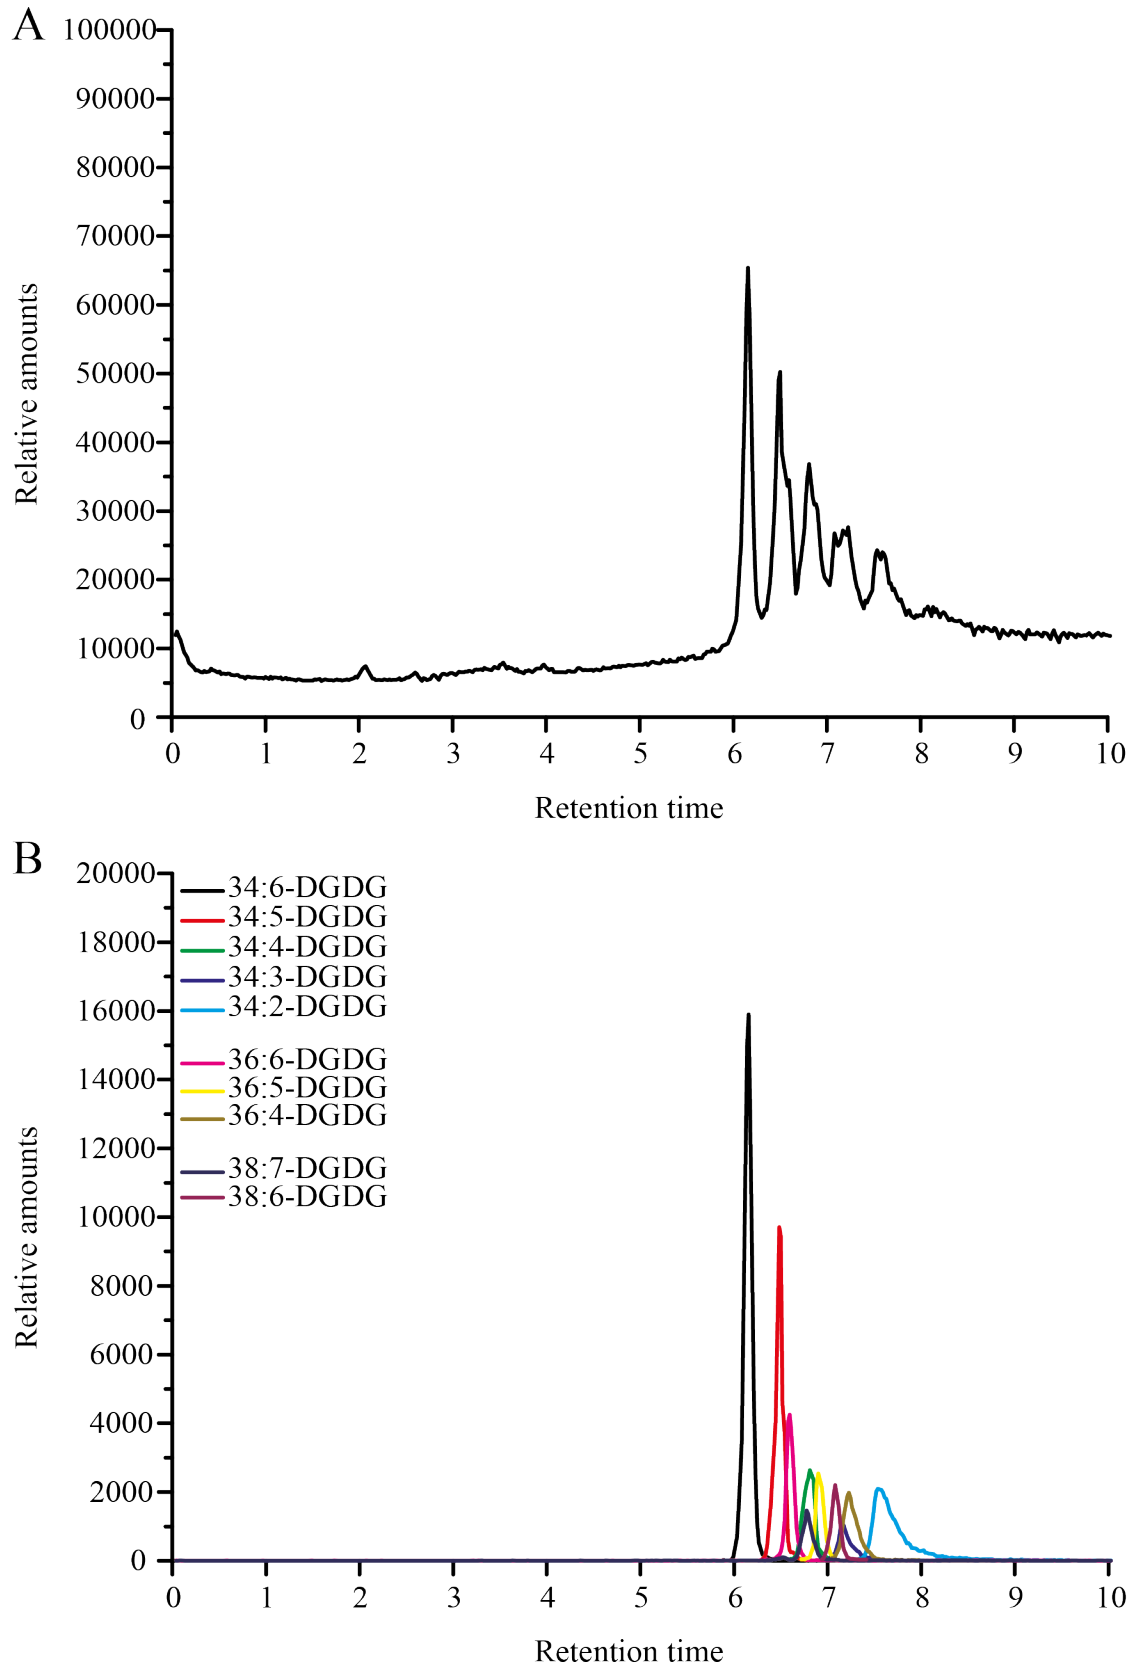 A
100000
90000
80000
70000
60000
50000
40000
30000
20000
10000
0
Relative amounts
0 1 2 3 4 5 6 7 8 9 10
Retention time
B
20000
18000
16000
14000
12000
10000
8000
6000
4000
2000
0
Relative amounts
34:6-DGDG
34:5-DGDG
34:4-DGDG
34:3-DGDG
34:2-DGDG
36:6-DGDG
36:5-DGDG
36:4-DGDG
38:7-DGDG
38:6-DGDG
0 1 2 3 4 5 6 7 8 9 10
Retention time